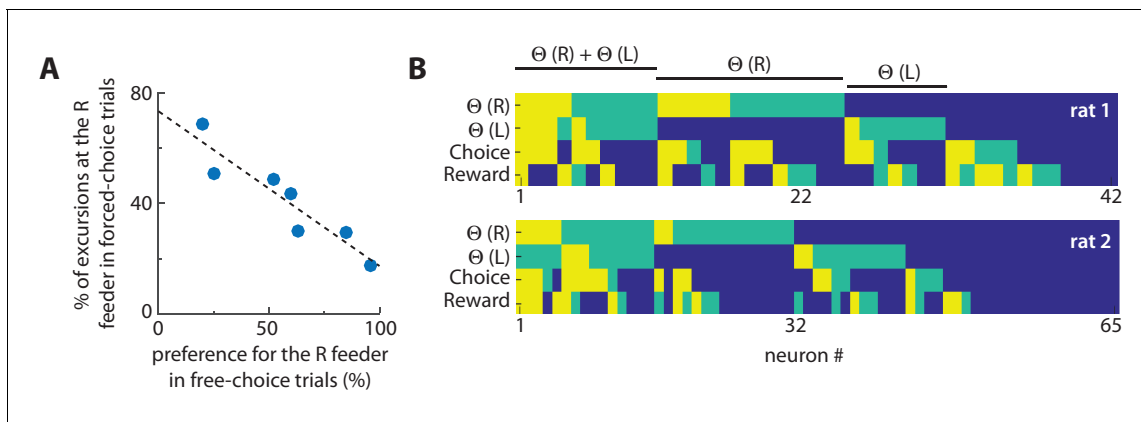 A
% of excursions at the R
feeder in forced-choice trials
80
40
0
0
50
100
preference for the R feeder
in free-choice trials (%)
B
Θ (R) + Θ (L)
Θ (R)
Θ (L)
Θ (R)
Θ (L)
Choice
Reward
rat 1
1
22
42
Θ (R)
Θ (L)
Choice
Reward
rat 2
1
32
65
neuron #